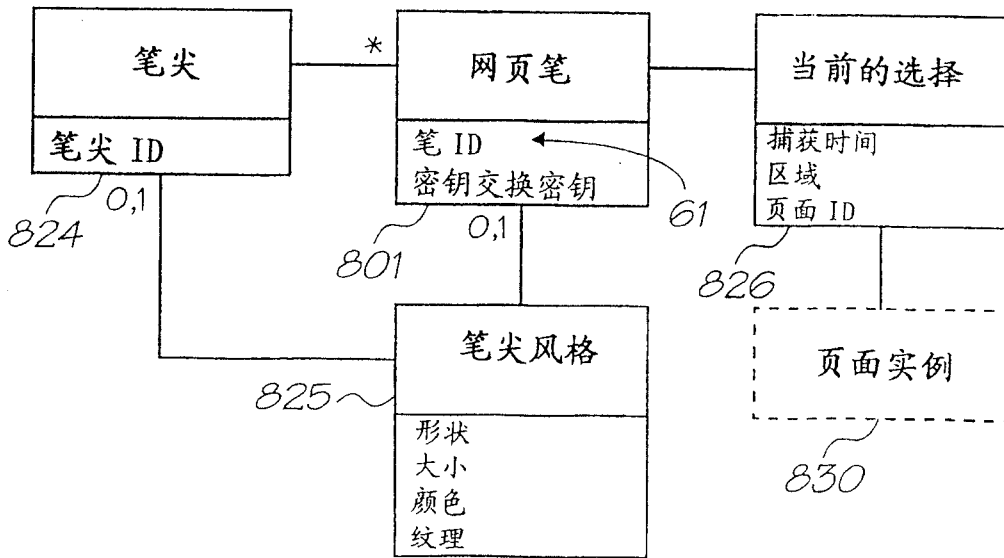 笔尖
笔尖 ID
*
网页笔
笔 ID
密钥交换密钥
当前的选择
捕获时间
区域
页面 ID
0,1
824
801
0,1
61
826
笔尖风格
825
形状
大小
颜色
纹理
页面实例
830